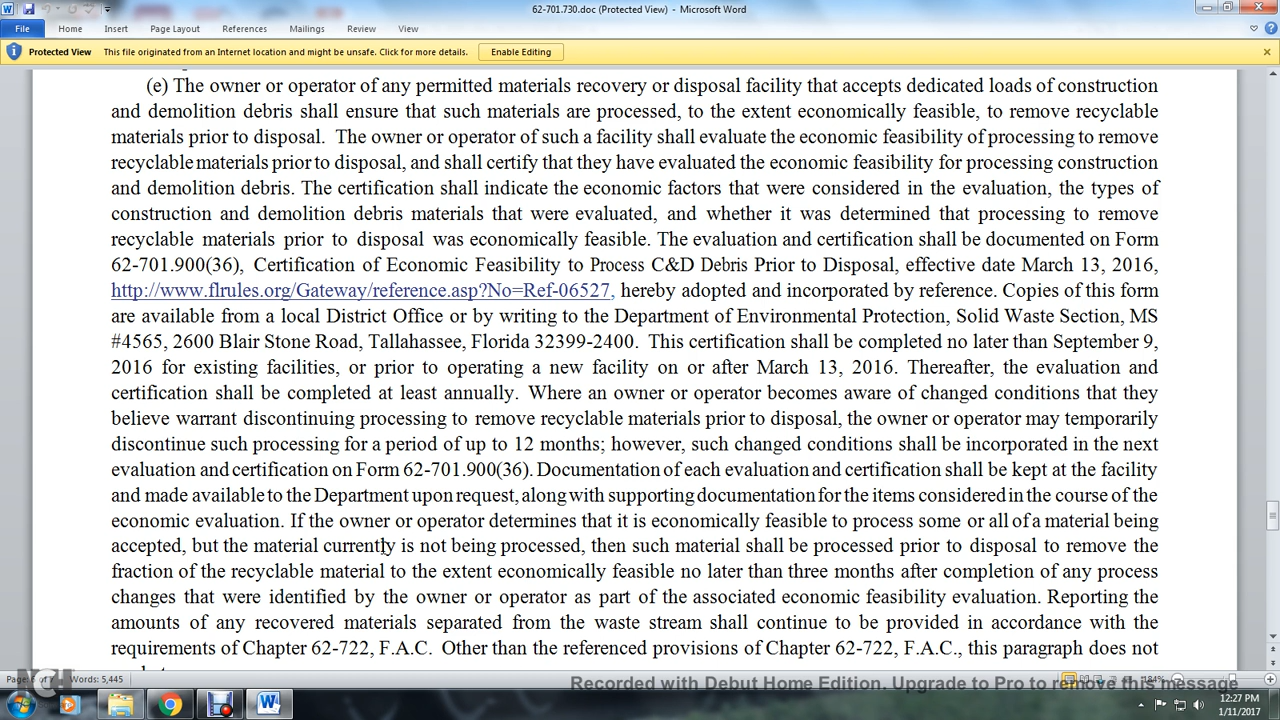 62-701.730.doc (Protected View) - Microsoft Word
File Home Insert Page Layout References Mailings Review View
Protected View This file originated from an Internet location and might be unsafe. Click for more details. Enable Editing
(e) The owner or operator of any permitted materials recovery or disposal facility that accepts dedicated loads of construction
and demolition debris shall ensure that such materials are processed, to the extent economically feasible, to remove recyclable
materials prior to disposal. The owner or operator of such a facility shall evaluate the economic feasibility of processing to remove
recyclable materials prior to disposal, and shall certify that they have evaluated the economic feasibility for processing construction
and demolition debris. The certification shall indicate the economic factors that were considered in the evaluation, the types of
construction and demolition debris materials that were evaluated, and whether it was determined that processing to remove
recyclable materials prior to disposal was economically feasible. The evaluation and certification shall be documented on Form
62-701.900(36), Certification of Economic Feasibility to Process C&D Debris Prior to Disposal, effective date March 13, 2016,
http://www.flrules.org/Gateway/reference.asp?No=Ref-06527, hereby adopted and incorporated by reference. Copies of this form
are available from a local District Office or by writing to the Department of Environmental Protection, Solid Waste Section, MS
#4565, 2600 Blair Stone Road, Tallahassee, Florida 32399-2400. This certification shall be completed no later than September 9,
2016 for existing facilities, or prior to operating a new facility on or after March 13, 2016. Thereafter, the evaluation and
certification shall be completed at least annually. Where an owner or operator becomes aware of changed conditions that they
believe warrant discontinuing processing to remove recyclable materials prior to disposal, the owner or operator may temporarily
discontinue such processing for a period of up to 12 months; however, such changed conditions shall be incorporated in the next
evaluation and certification on Form 62-701.900(36). Documentation of each evaluation and certification shall be kept at the facility
and made available to the Department upon request, along with supporting documentation for the items considered in the course of the
economic evaluation. If the owner or operator determines that it is economically feasible to process some or all of a material being
accepted, but the material currently is not being processed, then such material shall be processed prior to disposal to remove the
fraction of the recyclable material to the extent economically feasible no later than three months after completion of any process
changes that were identified by the owner or operator as part of the associated economic feasibility evaluation. Reporting the
amounts of any recovered materials separated from the waste stream shall continue to be provided in accordance with the
requirements of Chapter 62-722, F.A.C. Other than the referenced provisions of Chapter 62-722, F.A.C., this paragraph does not
Words: 5,445 184%
Recorded with Debut Home Edition. Upgrade to Pro to remove this message
12:27 PM
1/11/2017